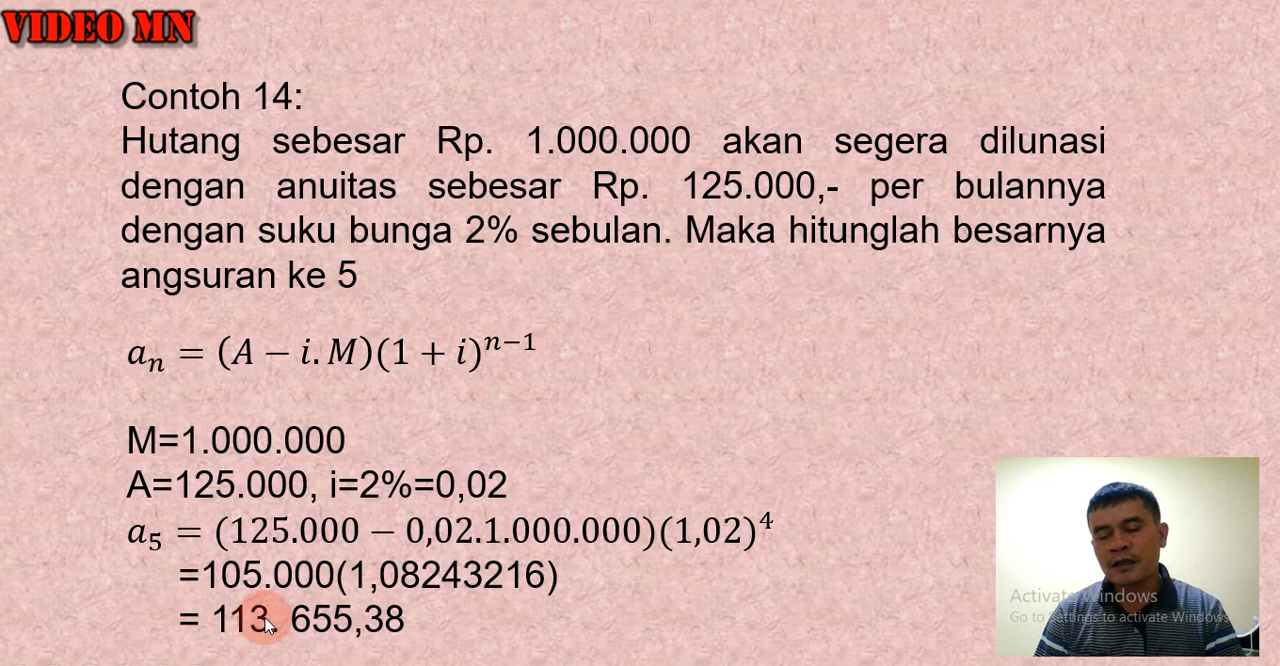 VIDEO MN
Contoh 14:
Hutang sebesar Rp. 1.000.000 akan segera dilunasi
dengan anuitas sebesar Rp. 125.000,- per bulannya
dengan suku bunga 2% sebulan. Maka hitunglah besarnya
angsuran ke 5
aₙ = (A − i.M)(1 + i)ⁿ⁻¹
M=1.000.000
A=125.000, i=2%=0,02
a₅ = (125.000 − 0,02.1.000.000)(1,02)⁴
=105.000(1,08243216)
= 113. 655,38
Activate Windows
Go to Settings to activate Windows.